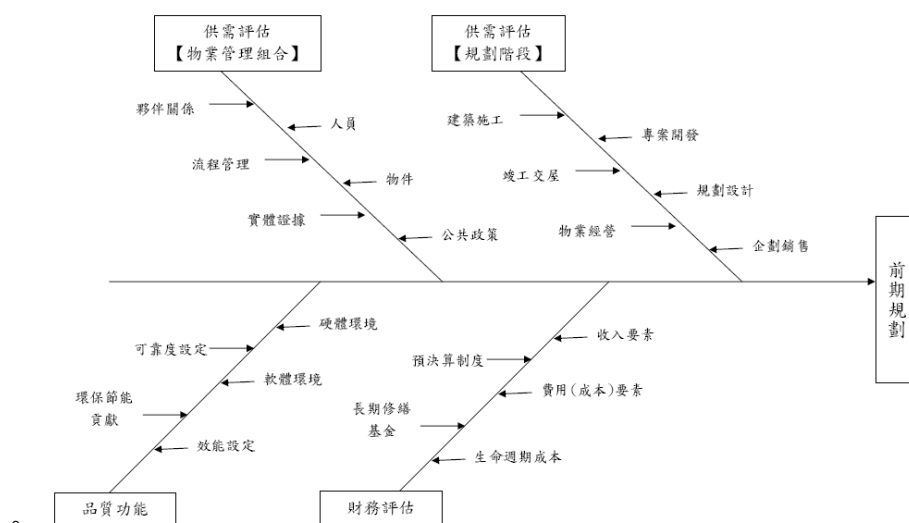 供需評估
【物業管理組合】
供需評估
【規劃階段】
夥伴關係
人員
流程管理
物件
實體證據
公共政策
建築施工
專案開發
竣工交屋
規劃設計
物業經營
企劃銷售
前期規劃
硬體環境
可靠度設定
軟體環境
環保節能
貢獻
效能設定
收入要素
預決算制度
費用(成本)要素
長期修繕
基金
生命週期成本
品質功能
財務評估